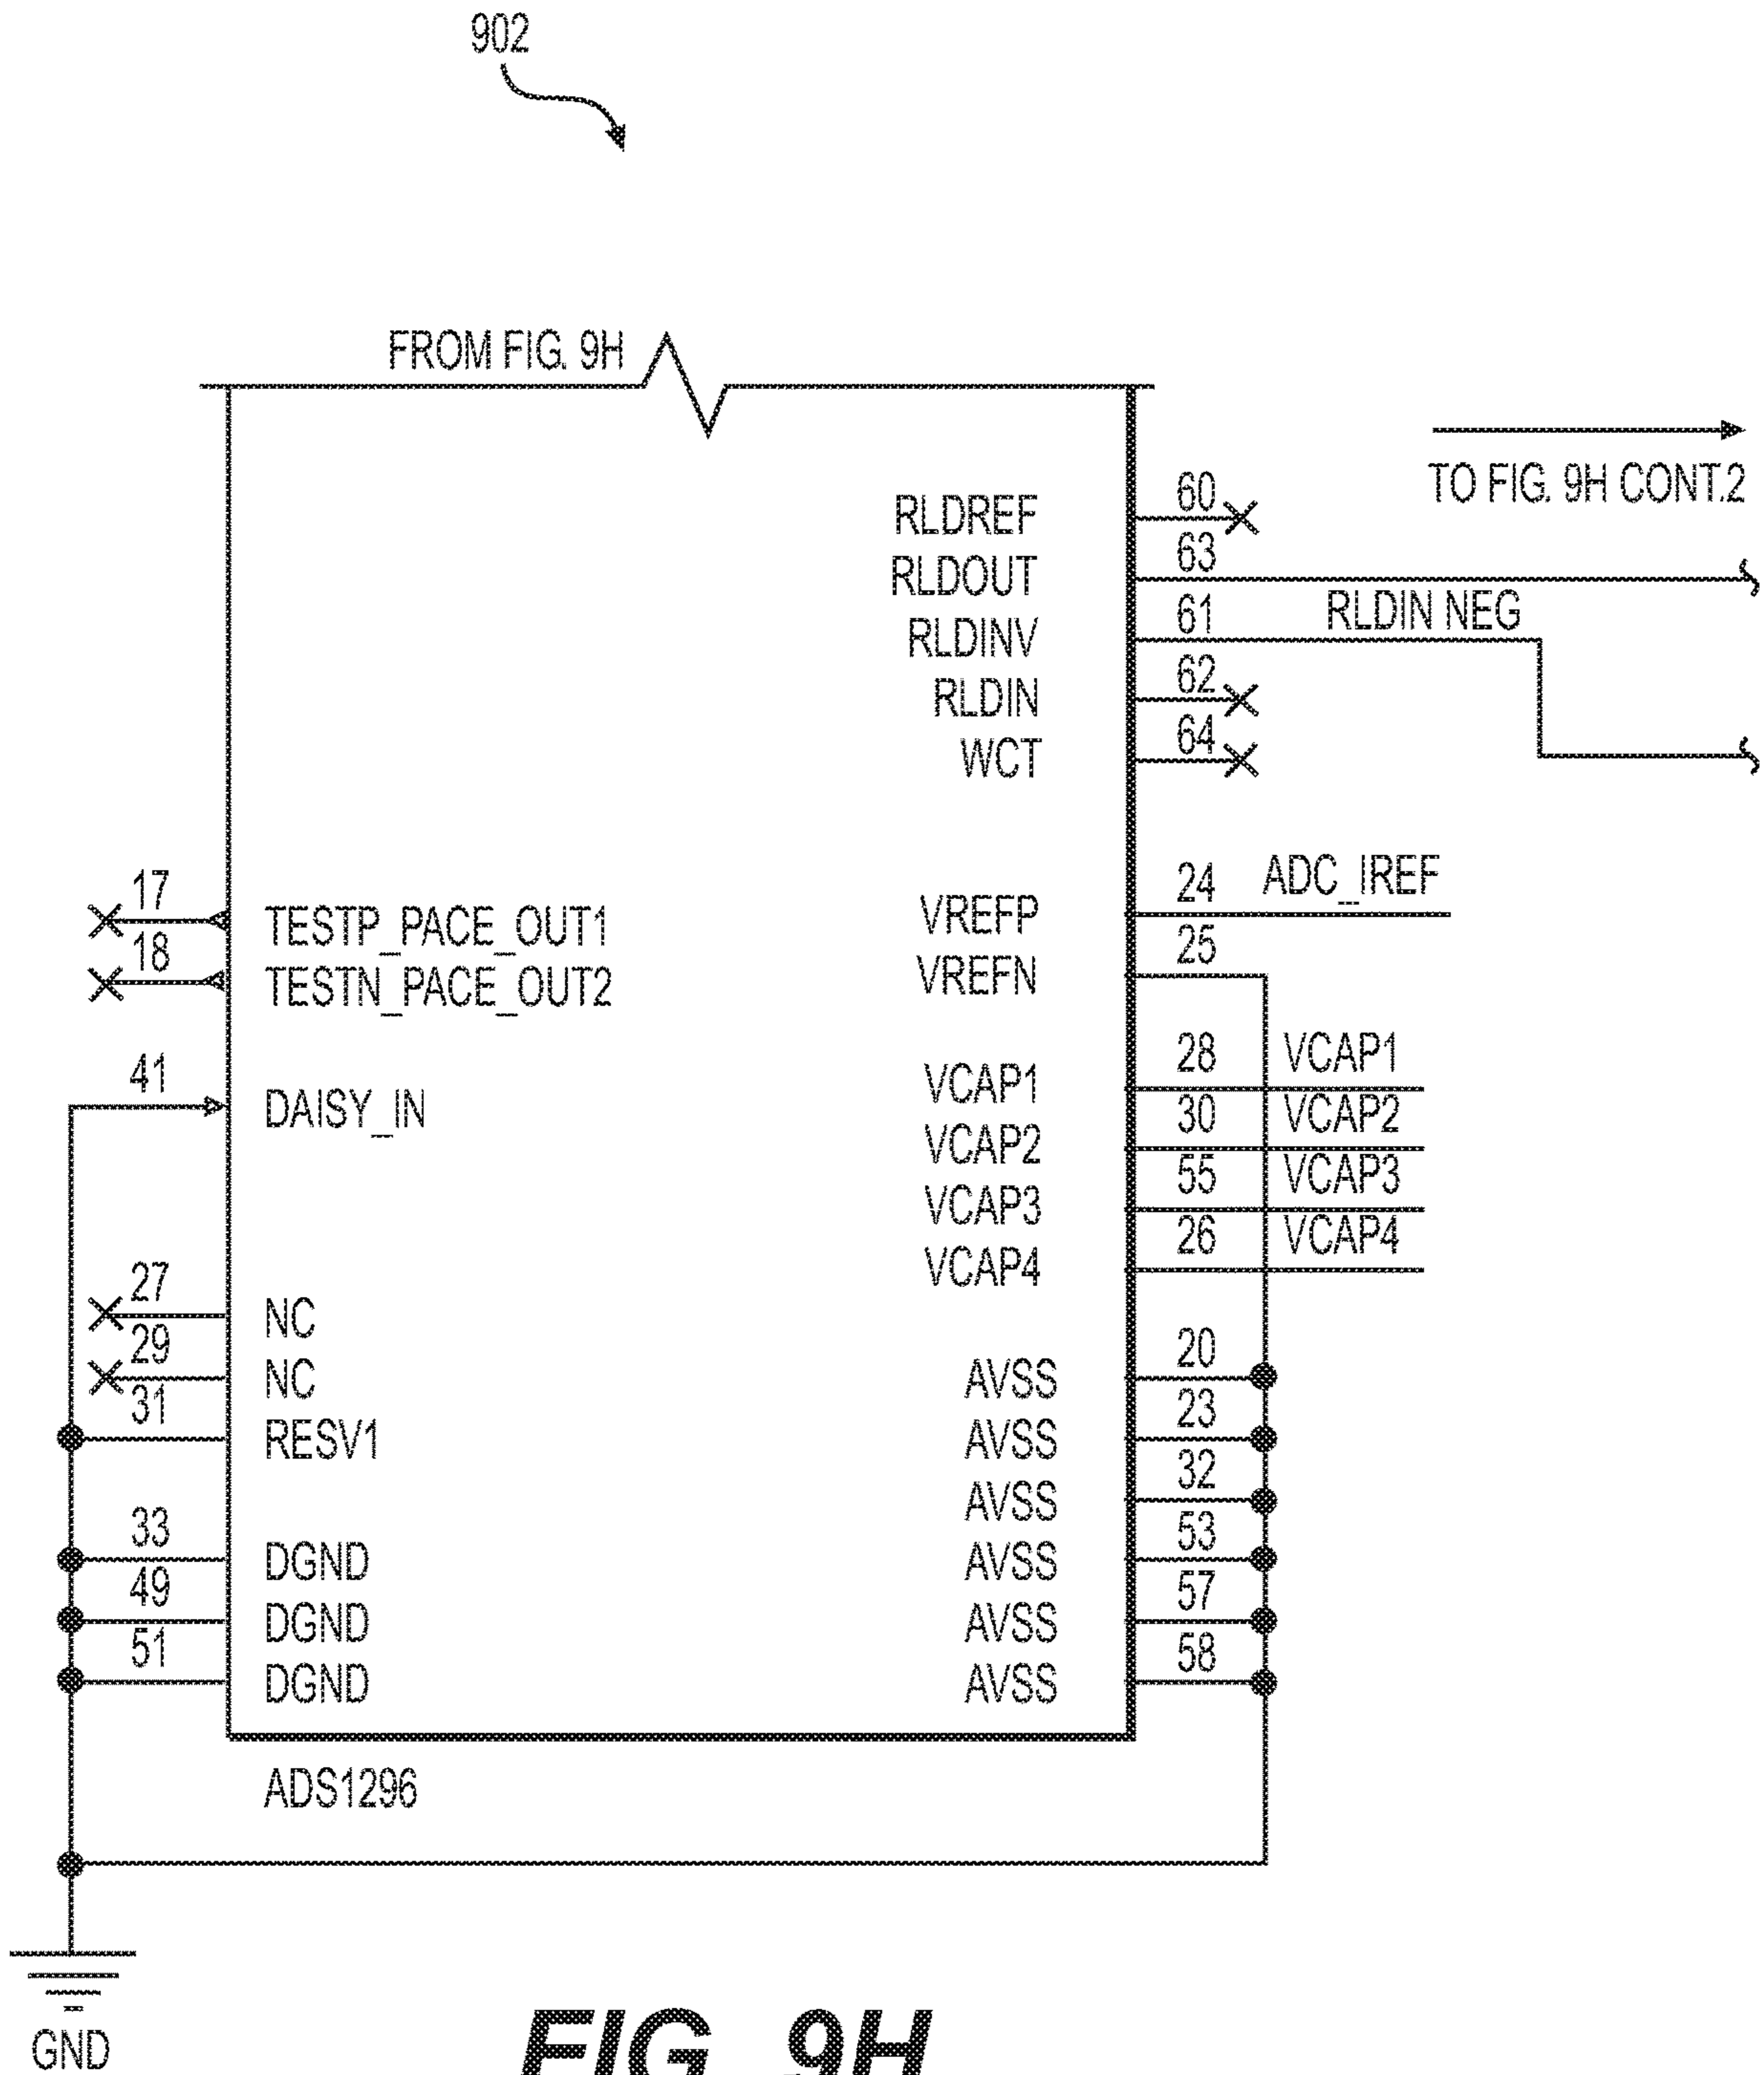 902
FROM FIG. 9H
TO FIG. 9H CONT.2
RLDREF 60
RLDOUT 63
RLDINV 61 RLDIN NEG
RLDIN 62
WCT 64
17 TESTP_PACE_OUT1
18 TESTN_PACE_OUT2
VREFP 24 ADC_IREF
VREFN 25
41 DAISY_IN
VCAP1 28 VCAP1
VCAP2 30 VCAP2
VCAP3 55 VCAP3
VCAP4 26 VCAP4
27 NC
29 NC
31 RESV1
33 DGND
49 DGND
51 DGND
AVSS 20
AVSS 23
AVSS 32
AVSS 53
AVSS 57
AVSS 58
ADS1296
GND
FIG. 9H